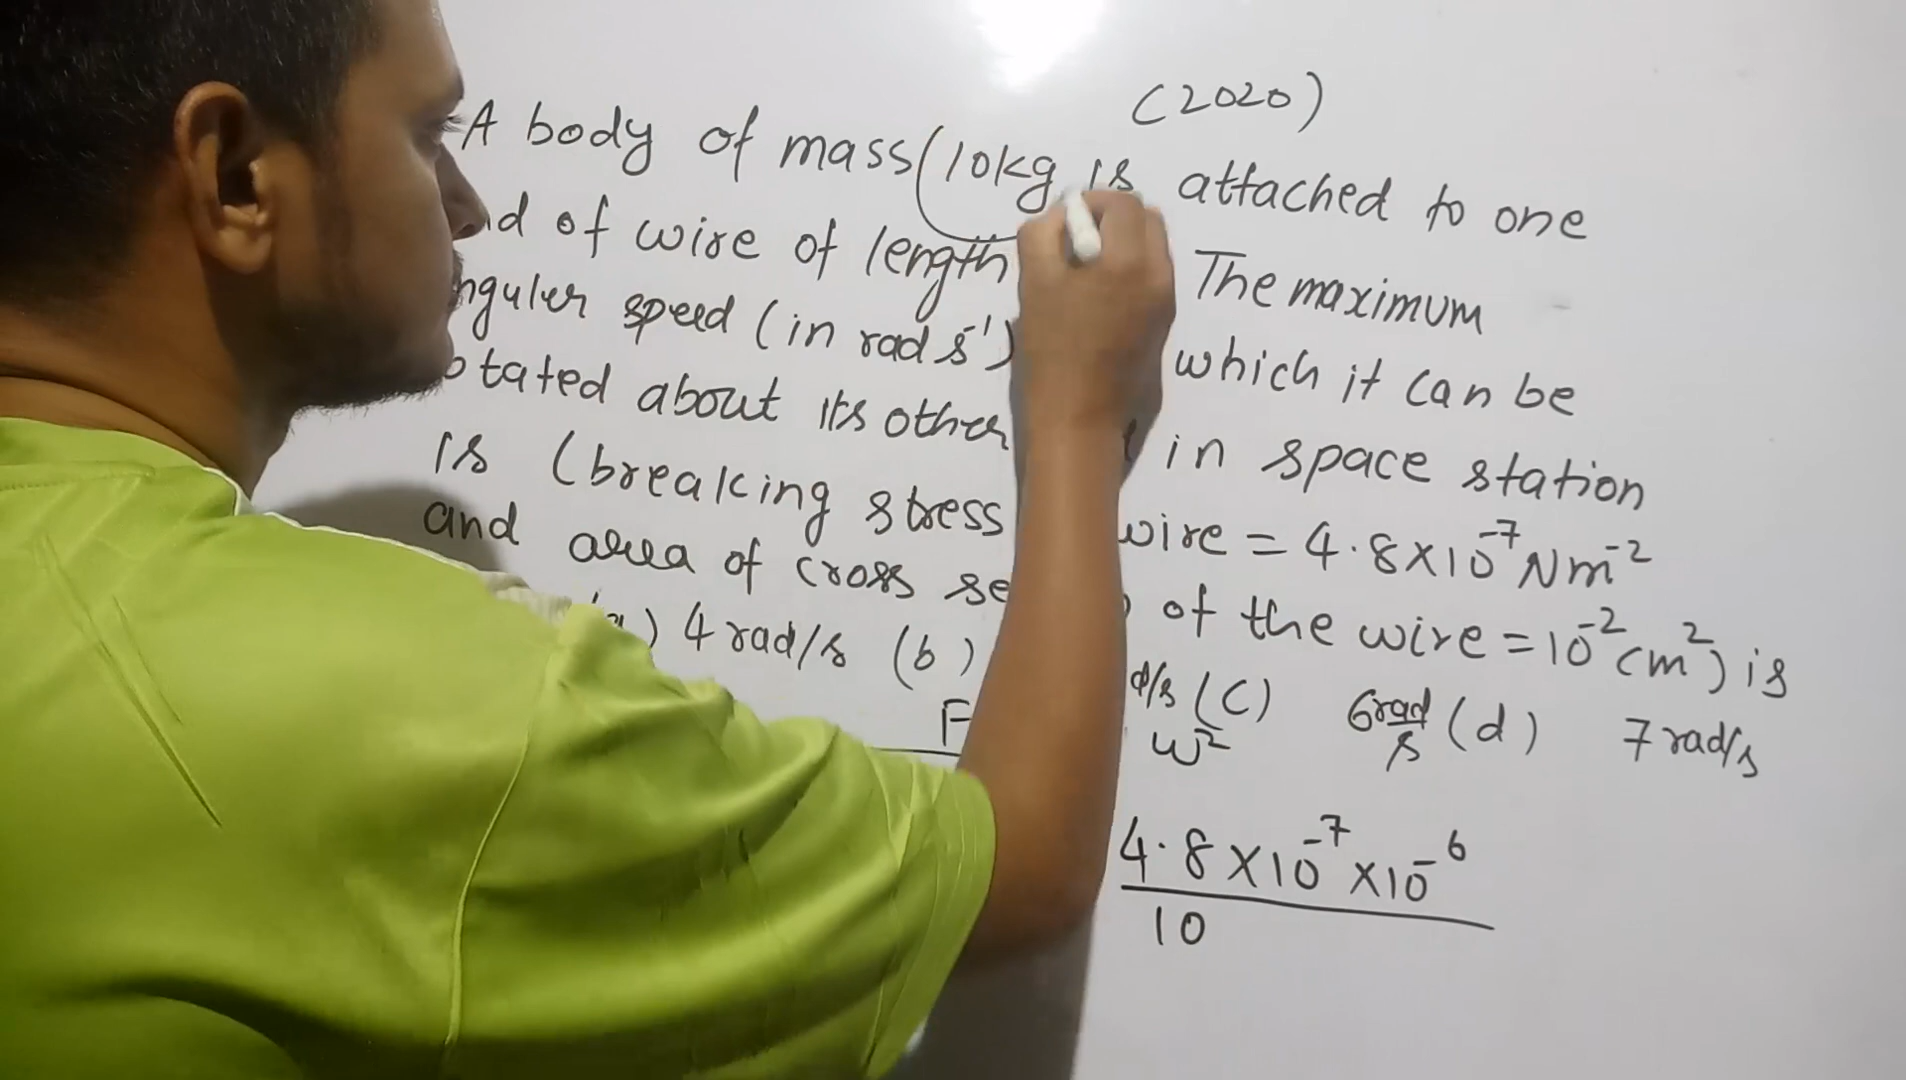 (2020)
A body of mass (10kg is attached to one
of wire of length The maximum
speed (in rad s⁻¹) which it can be
about its other in space station
is (breaking stress wire = 4.8×10⁻⁷ Nm⁻²
and area of cross of the wire = 10⁻² cm²) is
4 rad/s (b) (c) 6 rad/s (d) 7 rad/s
F ω²
4.8×10⁻⁷×10⁻⁶
10